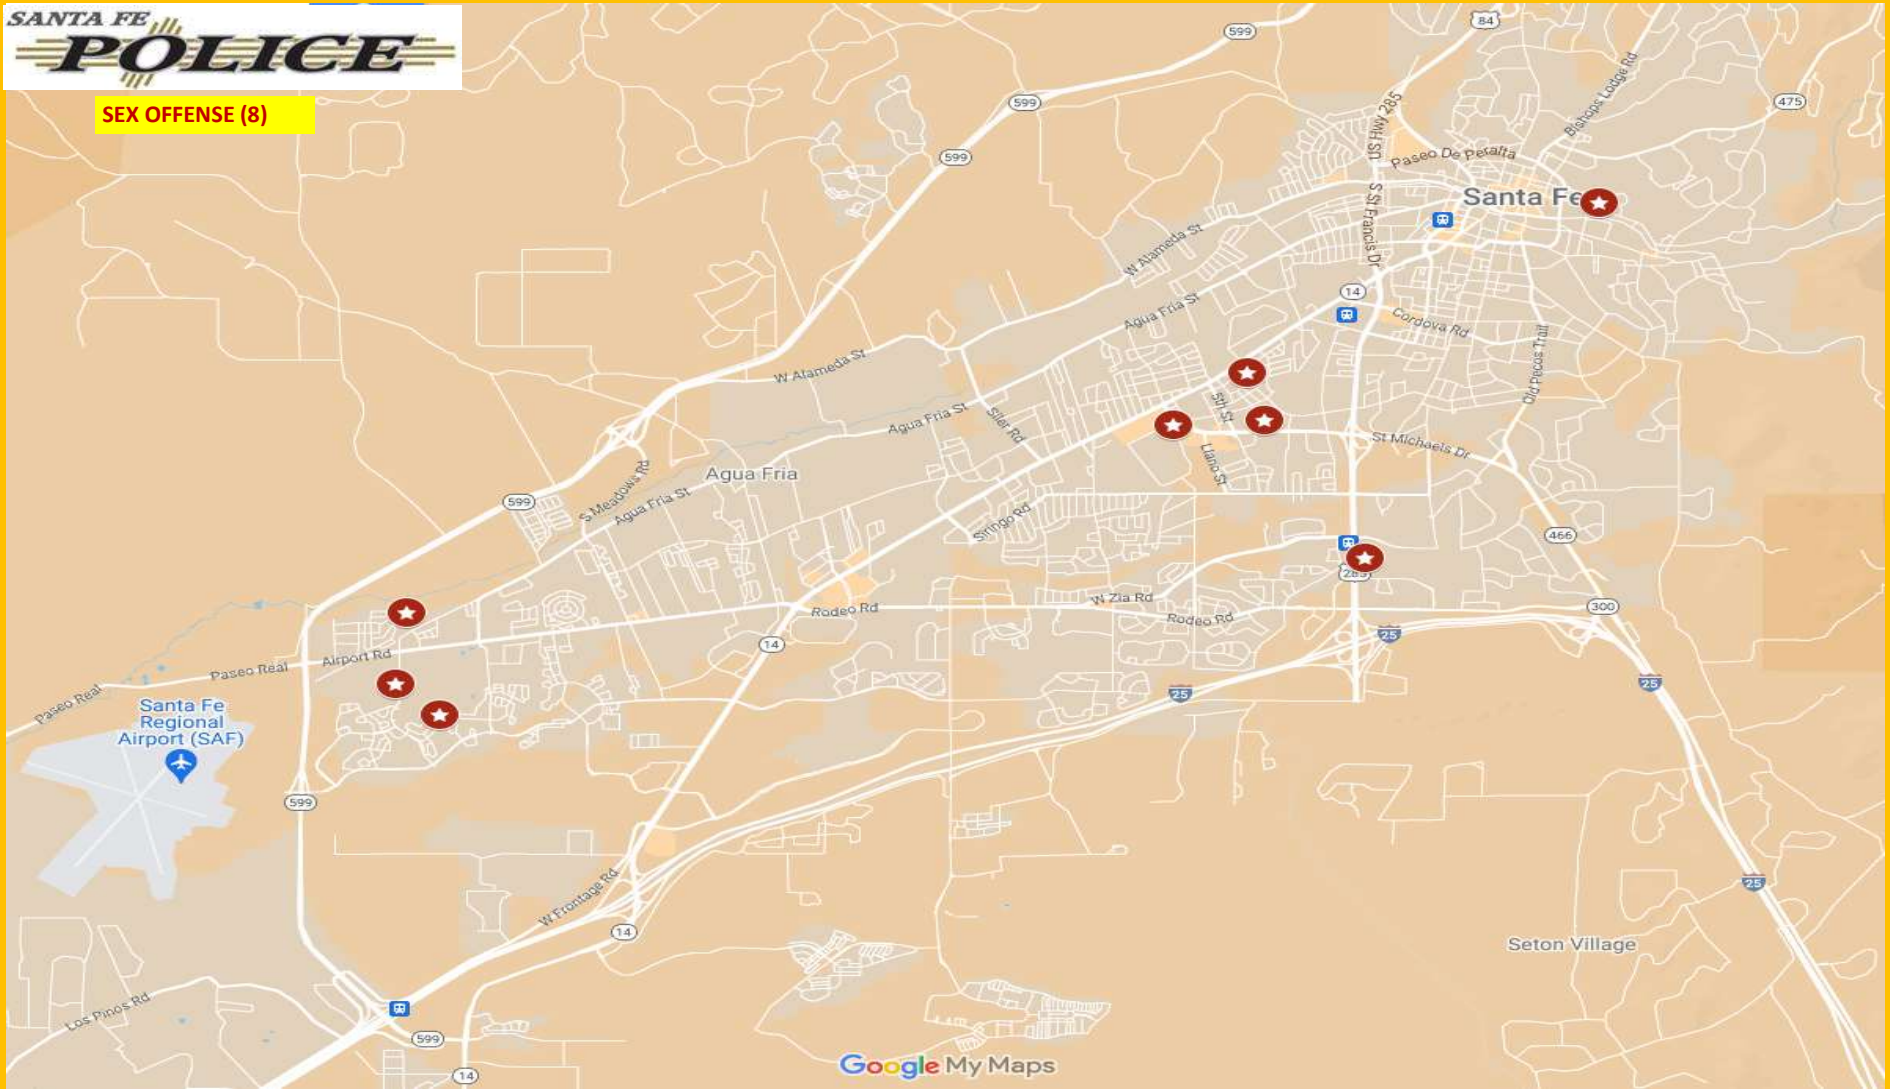 SANTA FE
POLICE
SEX OFFENSE (8)
84
599
Bishops Lodge Rd
475
599
US Hwy 285
599
Paseo De Peralta
Santa Fe
S St Francis Dr
W Alameda St
14
Agua Fria St
Cordova Rd
Old Pecos Trail
W Alameda St
5th St
Agua Fria St
Siler Rd
St Michaels Dr
Llano St
Agua Fria
S Meadows Rd
599
Agua Fria St
Siringo Rd
466
285
W Zia Rd
Rodeo Rd
300
Rodeo Rd
25
14
Airport Rd
Paseo Real
25
25
Paseo Real
Santa Fe
Regional
Airport (SAF)
599
25
W Frontage Rd
14
Seton Village
Los Pinos Rd
599
Google My Maps
14